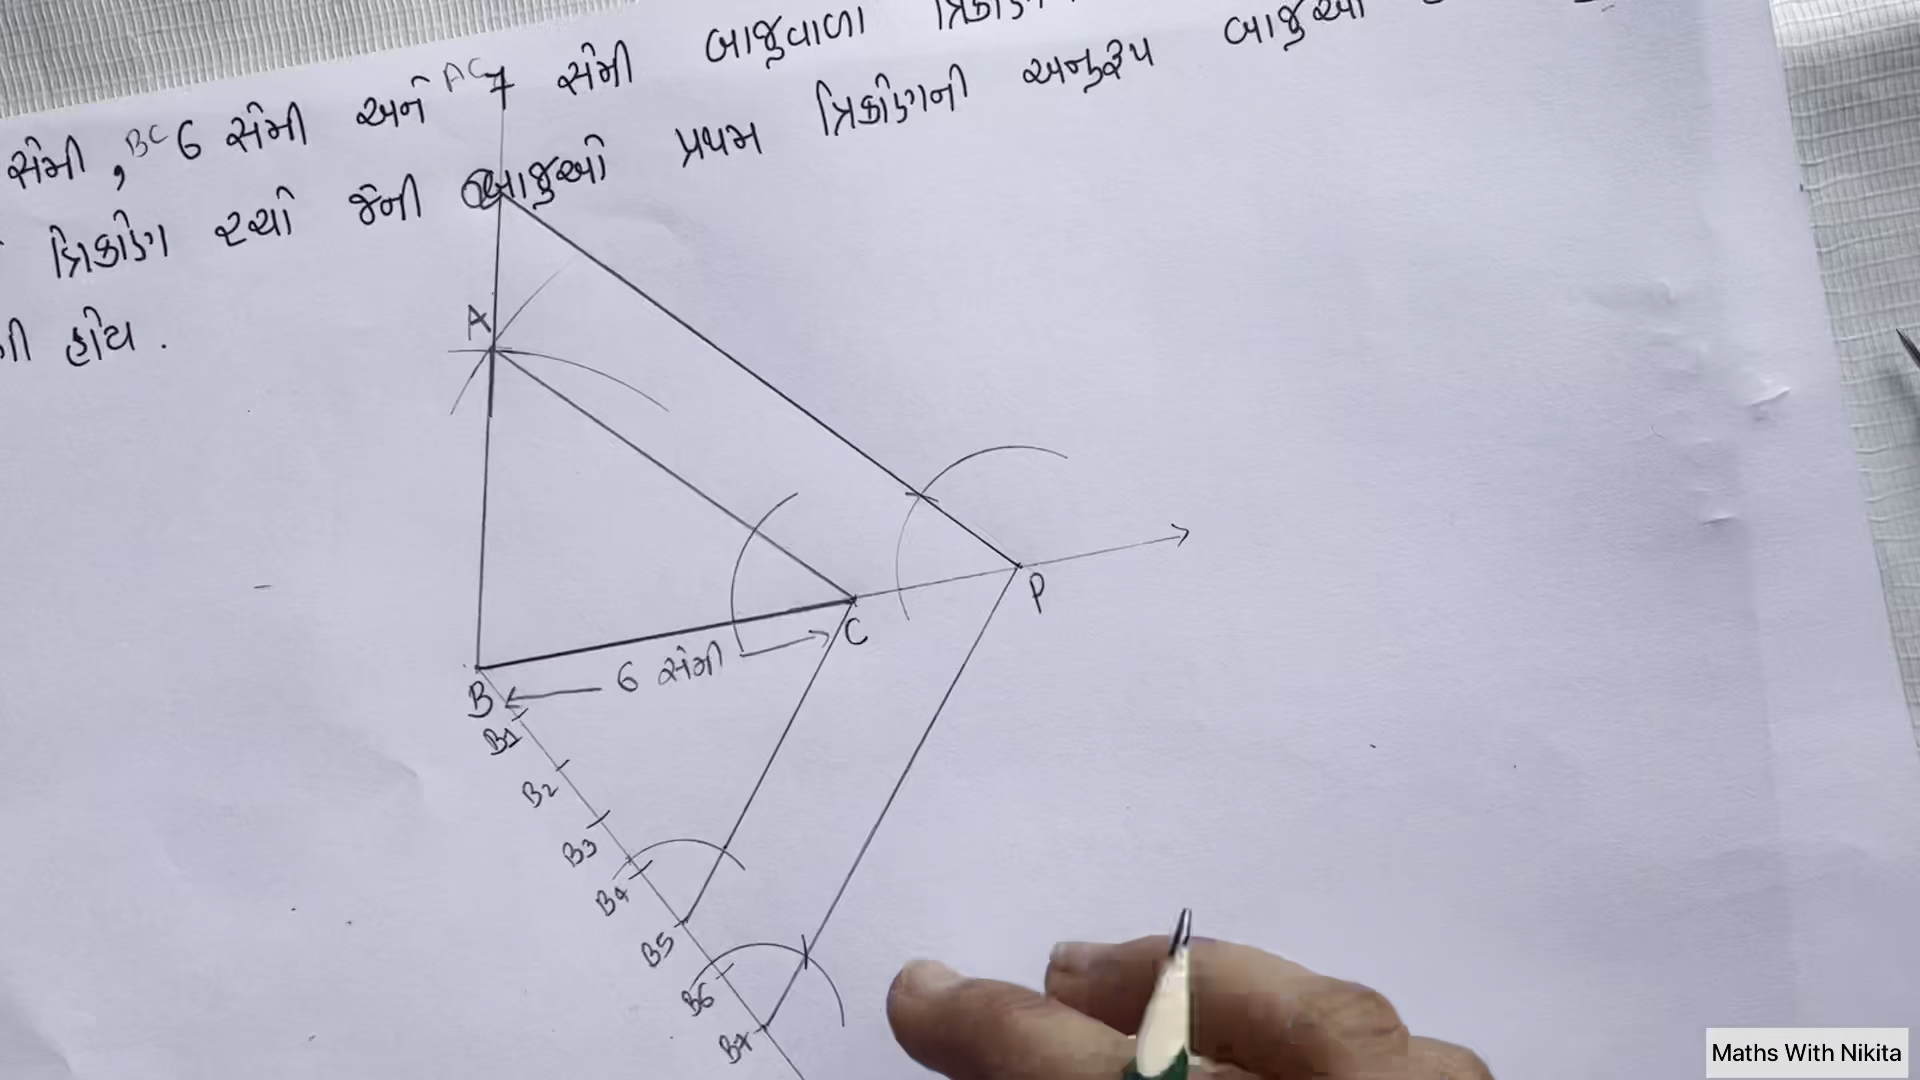 સેમી , BC 6 સેમી અને AC 7 સેમી બાજુવાળા
ત્રિકોણ રચો જેની બાજુઓ પ્રથમ ત્રિકોણની અનુરૂપ બાજુઓ
હોય .
A
P
C
6 સેમી
B
B1
B2
B3
B4
B5
B6
B7
Maths With Nikita